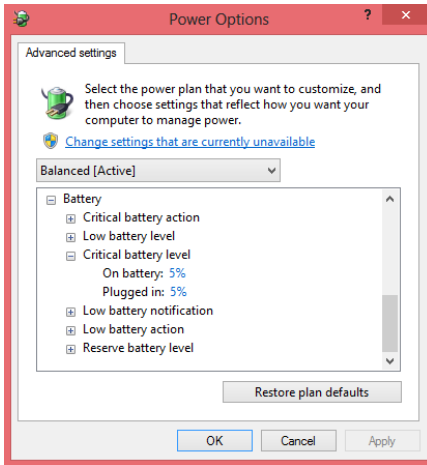 Power Options
?
×
Advanced settings
Select the power plan that you want to customize, and
then choose settings that reflect how you want your
computer to manage power.
Change settings that are currently unavailable
Balanced [Active]
Battery
Critical battery action
Low battery level
Critical battery level
On battery: 5%
Plugged in: 5%
Low battery notification
Low battery action
Reserve battery level
Restore plan defaults
OK Cancel Apply